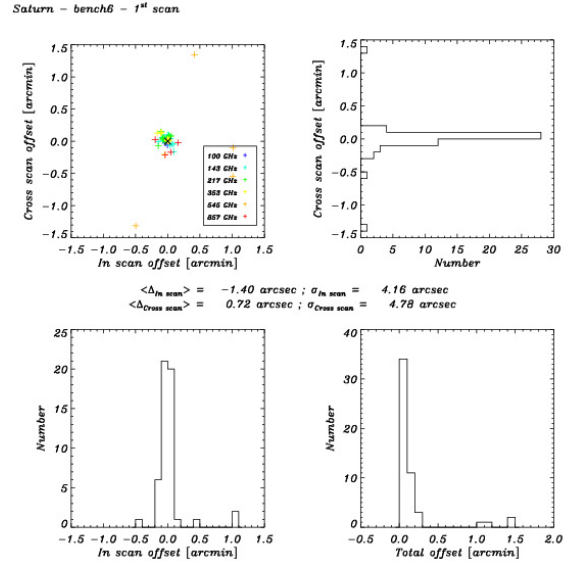 Saturn – bench6 – 1st scan
1.5
1.0
0.5
0.0
−0.5
−1.0
−1.5
Cross scan offset [arcmin]
100 GHz +
143 GHz +
217 GHz +
353 GHz +
545 GHz +
857 GHz +
−1.5 −1.0 −0.5 0.0 0.5 1.0 1.5
In scan offset [arcmin]
1.5
1.0
0.5
0.0
−0.5
−1.0
−1.5
Cross scan offset [arcmin]
0 5 10 15 20 25 30
Number
<ΔIn scan> = −1.40 arcsec ; σIn scan = 4.16 arcsec
<ΔCross scan> = 0.72 arcsec ; σCross scan = 4.78 arcsec
25
20
15
10
5
0
Number
−1.5 −1.0 −0.5 0.0 0.5 1.0 1.5
In scan offset [arcmin]
40
30
20
10
0
Number
−0.5 0.0 0.5 1.0 1.5 2.0
Total offset [arcmin]